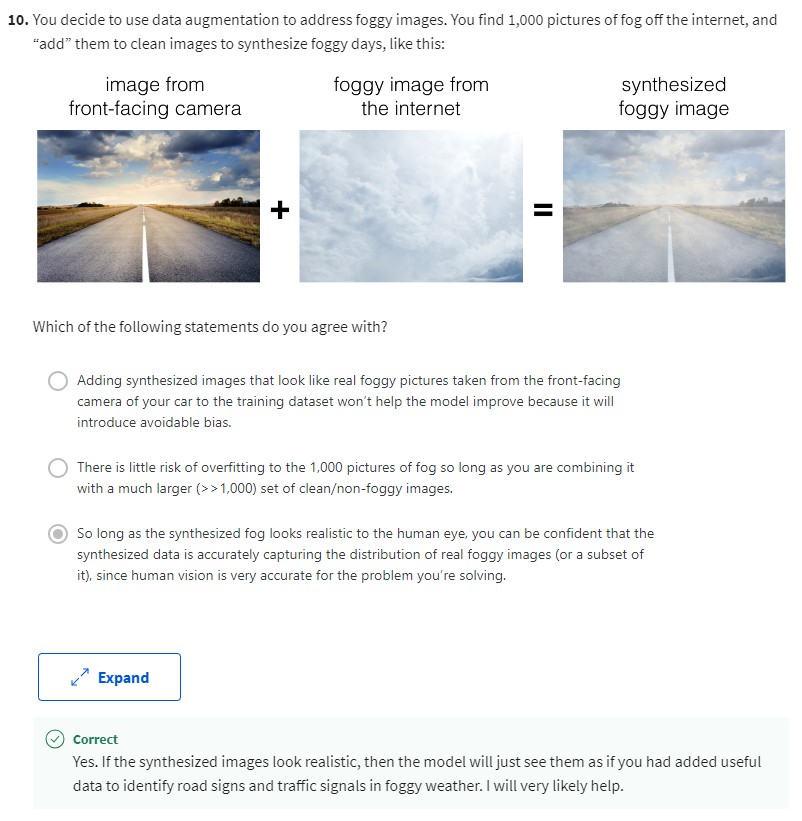 10. You decide to use data augmentation to address foggy images. You find 1,000 pictures of fog off the internet, and
“add” them to clean images to synthesize foggy days, like this:
image from
front-facing camera
foggy image from
the internet
synthesized
foggy image
+
=
Which of the following statements do you agree with?
Adding synthesized images that look like real foggy pictures taken from the front-facing
camera of your car to the training dataset won't help the model improve because it will
introduce avoidable bias.
There is little risk of overfitting to the 1,000 pictures of fog so long as you are combining it
with a much larger (>>1,000) set of clean/non-foggy images.
So long as the synthesized fog looks realistic to the human eye, you can be confident that the
synthesized data is accurately capturing the distribution of real foggy images (or a subset of
it), since human vision is very accurate for the problem you're solving.
Expand
Correct
Yes. If the synthesized images look realistic, then the model will just see them as if you had added useful
data to identify road signs and traffic signals in foggy weather. I will very likely help.